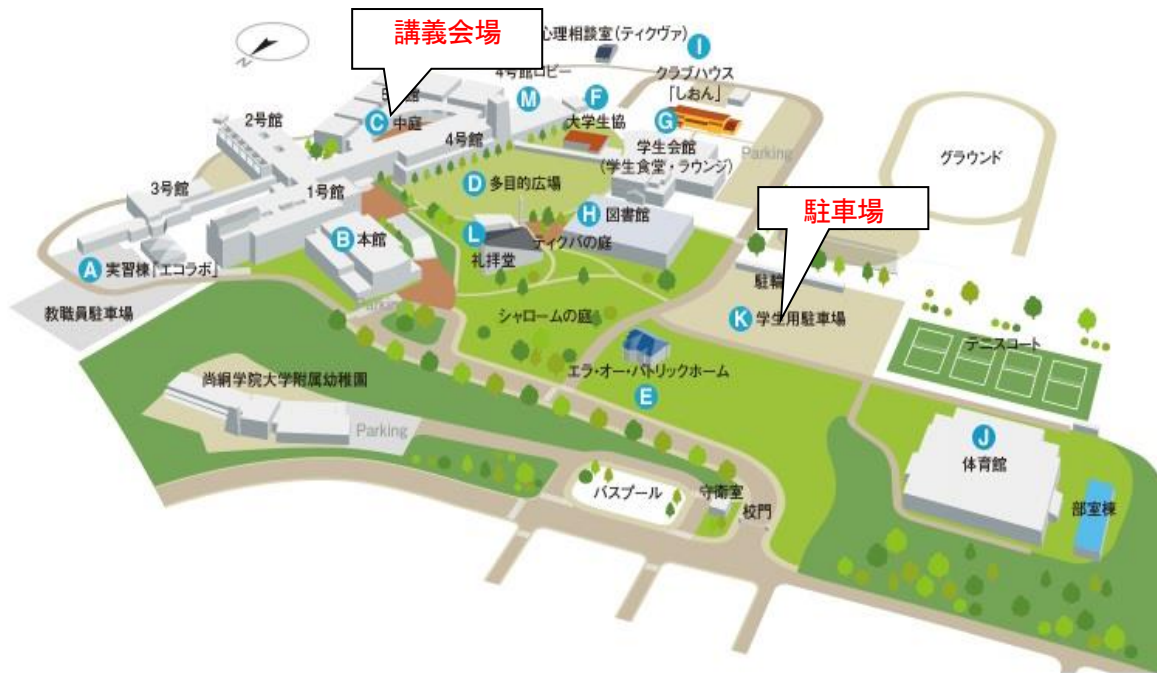 講義会場
心理相談室(ティクヴァ)
I
クラブハウス
「しおん」
4号館ロビー
M
F
大学生協
G
学生会館
(学生食堂・ラウンジ)
Parking
グラウンド
N
2号館
C 中庭
4号館
3号館
1号館
D 多目的広場
H 図書館
駐車場
B 本館
L
礼拝堂
ティクバの庭
A 実習棟「エコラボ」
教職員駐車場
Parking
シャロームの庭
駐輪
K 学生用駐車場
テニスコート
エラ・オー・パトリックホーム
E
尚絅学院大学附属幼稚園
Parking
J
体育館
バスプール
守衛室
校門
部室棟